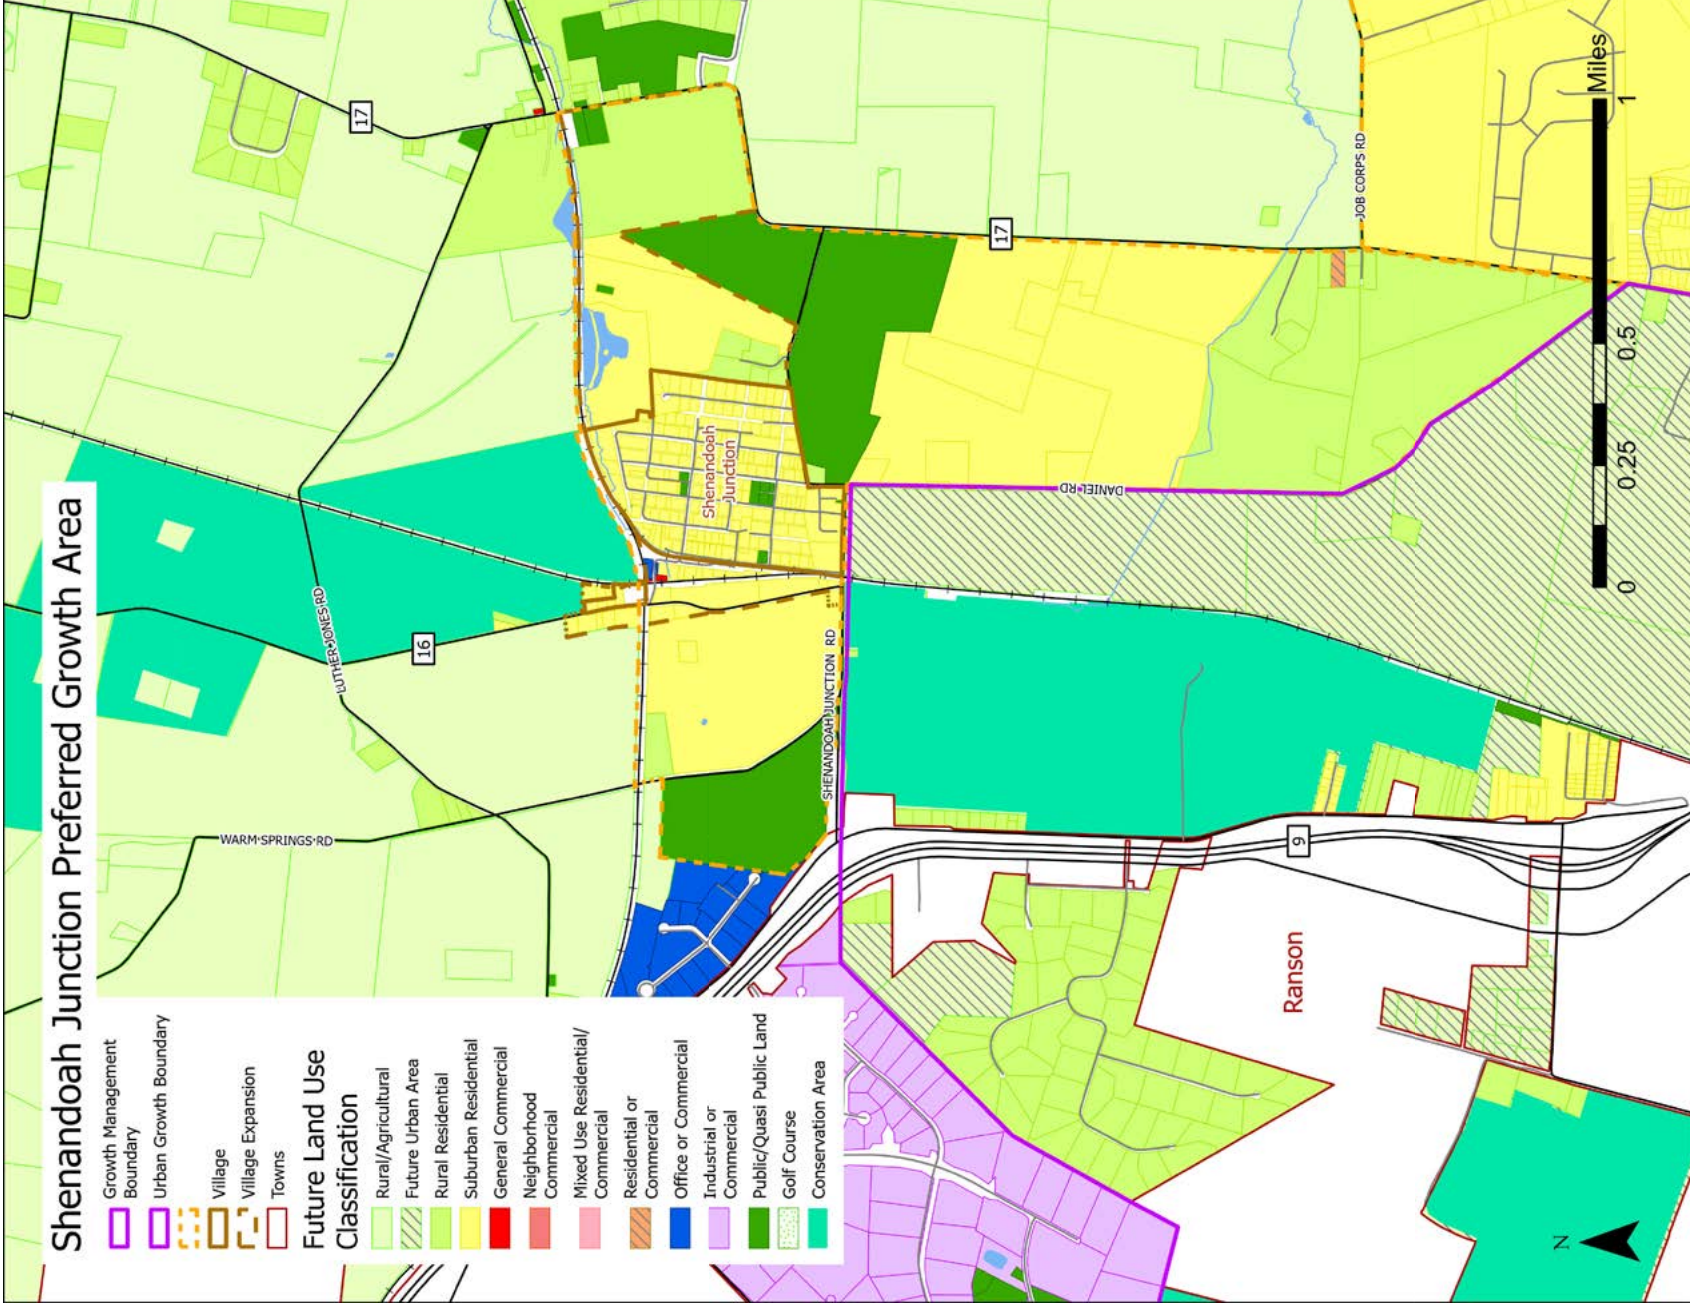 Shenandoah Junction Preferred Growth Area
Growth Management
Boundary
Urban Growth Boundary
Village
Village Expansion
Towns
Future Land Use
Classification
Rural/Agricultural
Future Urban Area
Rural Residential
Suburban Residential
General Commercial
Neighborhood
Commercial
Mixed Use Residential/
Commercial
Residential or
Commercial
Office or Commercial
Industrial or
Commercial
Public/Quasi Public Land
Golf Course
Conservation Area
WARM SPRINGS RD
LUTHER JONES RD
16
17
SHENANDOAH JUNCTION RD
Shenandoah
Junction
DANIEL RD
17
JOB CORPS RD
9
Ranson
N
0 0.25 0.5 1
Miles